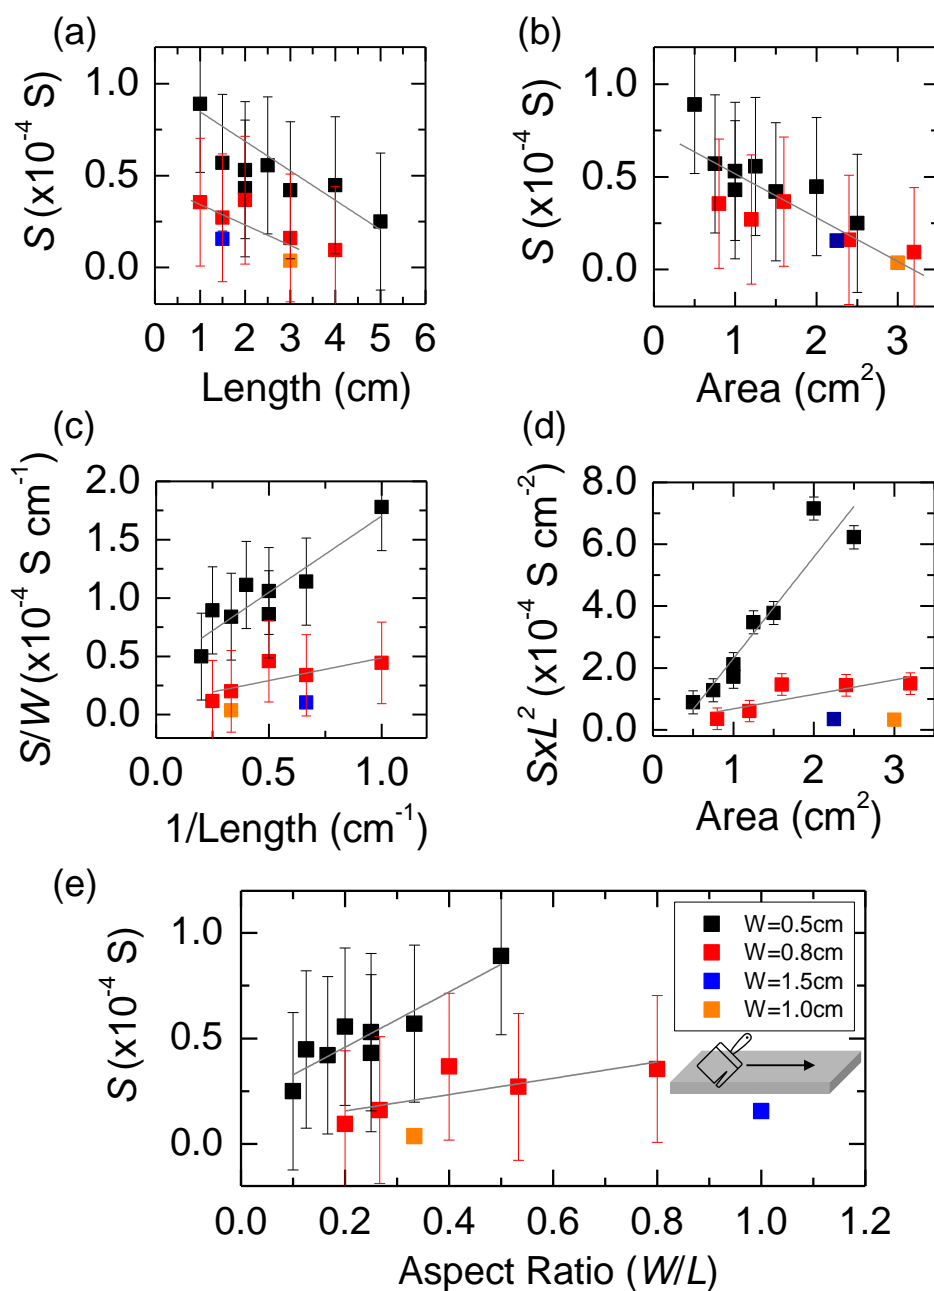 (a)
S (x10⁻⁴ S)
1.0
0.5
0.0
0 1 2 3 4 5 6
Length (cm)
(b)
S (x10⁻⁴ S)
1.0
0.5
0.0
0 1 2 3
Area (cm²)
(c)
S/W (x10⁻⁴ S cm⁻¹)
2.0
1.5
1.0
0.5
0.0
0.0 0.5 1.0
1/Length (cm⁻¹)
(d)
SxL² (x10⁻⁴ S cm⁻²)
8.0
6.0
4.0
2.0
0.0
0 1 2 3
Area (cm²)
(e)
S (x10⁻⁴ S)
1.0
0.5
0.0
0.0 0.2 0.4 0.6 0.8 1.0 1.2
Aspect Ratio (W/L)
W=0.5cm
W=0.8cm
W=1.5cm
W=1.0cm